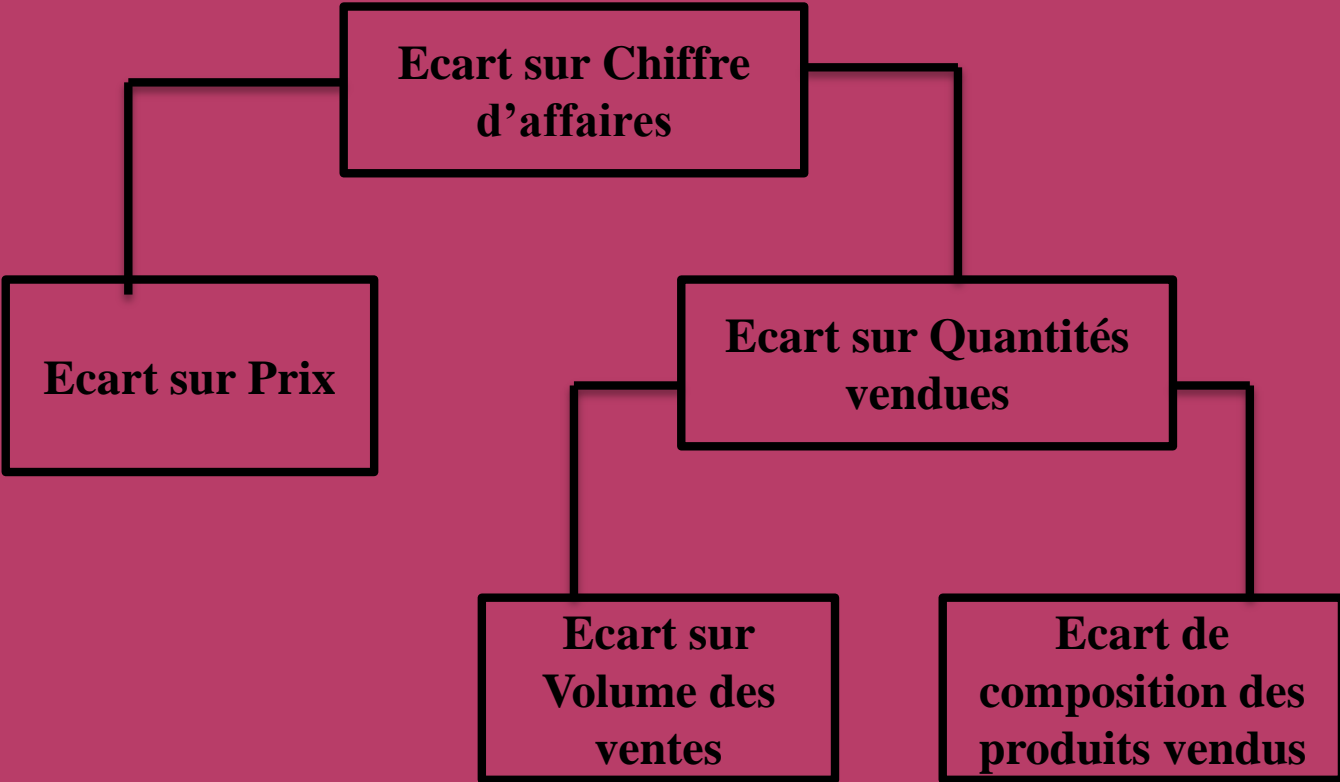 Ecart sur Chiffre
d’affaires
Ecart sur Prix
Ecart sur Quantités
vendues
Ecart sur
Volume des
ventes
Ecart de
composition des
produits vendus